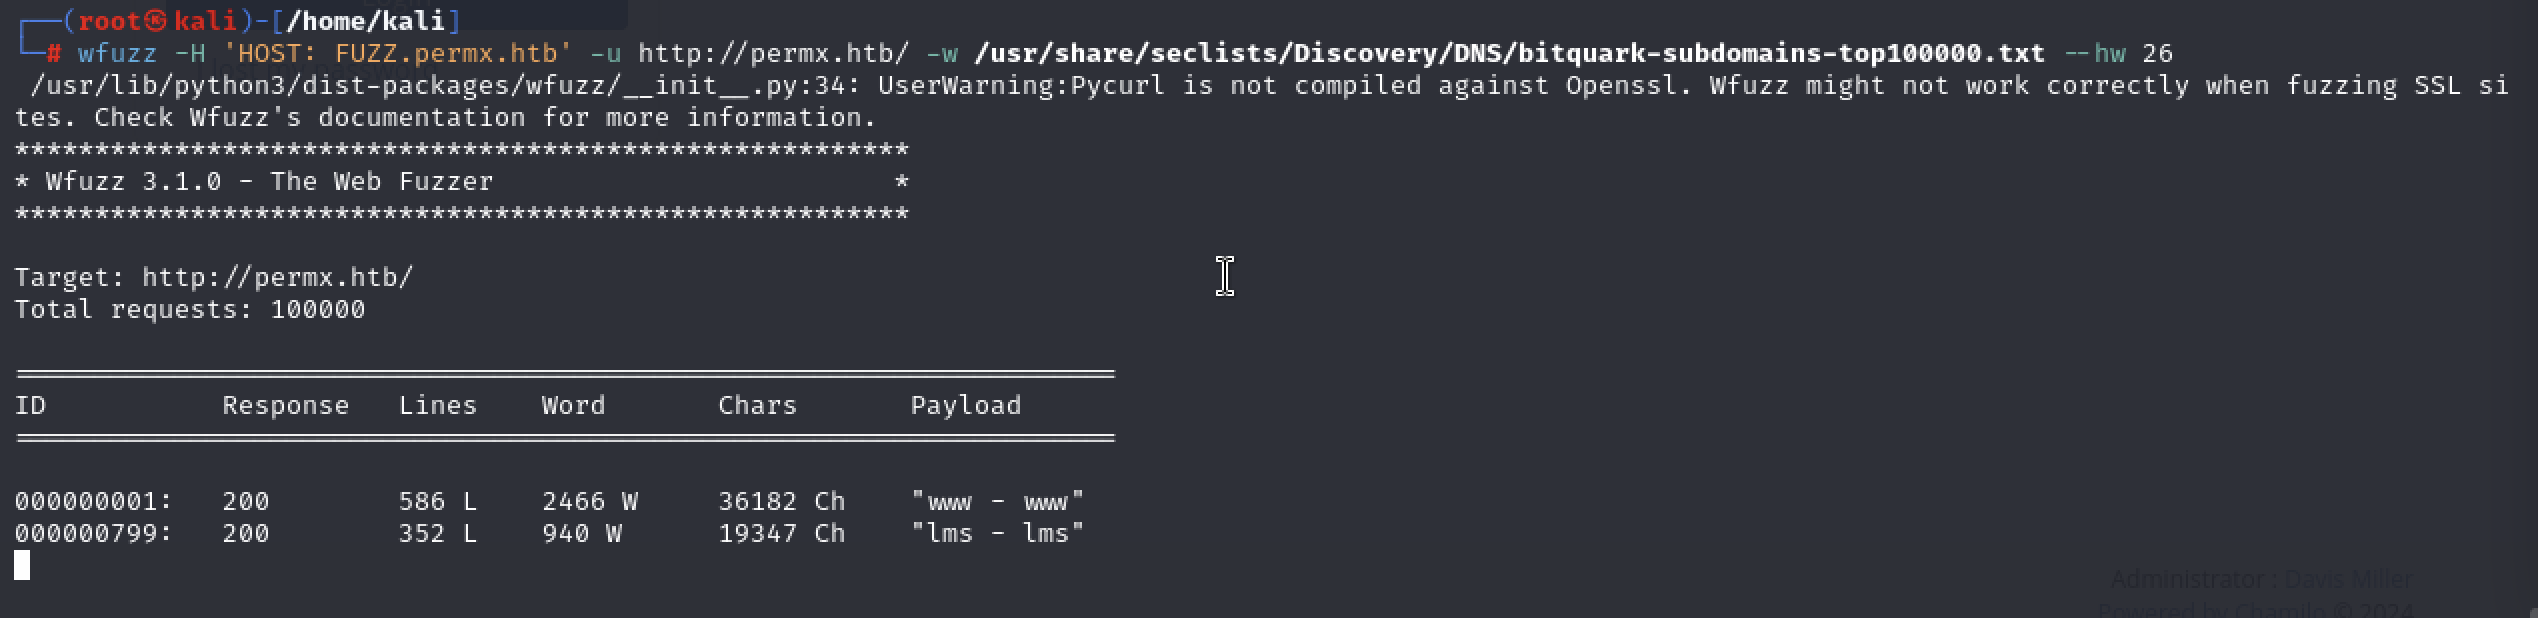 ┌──(root㉿kali)-[/home/kali]
└─# wfuzz -H 'HOST: FUZZ.permx.htb' -u http://permx.htb/ -w /usr/share/seclists/Discovery/DNS/bitquark-subdomains-top100000.txt --hw 26
 /usr/lib/python3/dist-packages/wfuzz/__init__.py:34: UserWarning:Pycurl is not compiled against Openssl. Wfuzz might not work correctly when fuzzing SSL si
tes. Check Wfuzz's documentation for more information.
********************************************************
* Wfuzz 3.1.0 - The Web Fuzzer                         *
********************************************************

Target: http://permx.htb/
Total requests: 100000

=====================================================================
ID           Response   Lines    Word       Chars       Payload
=====================================================================

000000001:   200        586 L    2466 W     36182 Ch    "www - www"
000000799:   200        352 L    940 W      19347 Ch    "lms - lms"
Administrator : Davis Miller
Powered by Chamilo © 2024